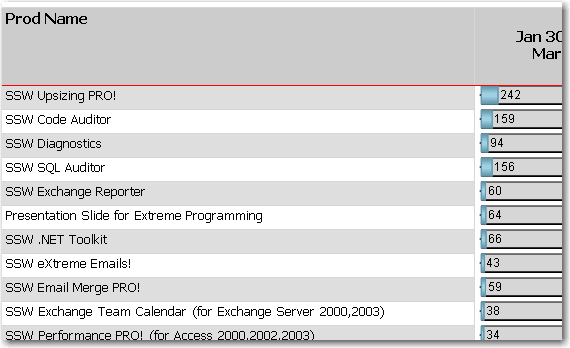 Prod Name
Jan 30
Mar
SSW Upsizing PRO! 242
SSW Code Auditor 159
SSW Diagnostics 94
SSW SQL Auditor 156
SSW Exchange Reporter 60
Presentation Slide for Extreme Programming 64
SSW .NET Toolkit 66
SSW eXtreme Emails! 43
SSW Email Merge PRO! 59
SSW Exchange Team Calendar (for Exchange Server 2000,2003) 38
SSW Performance PRO! (for Access 2000,2002,2003) 34